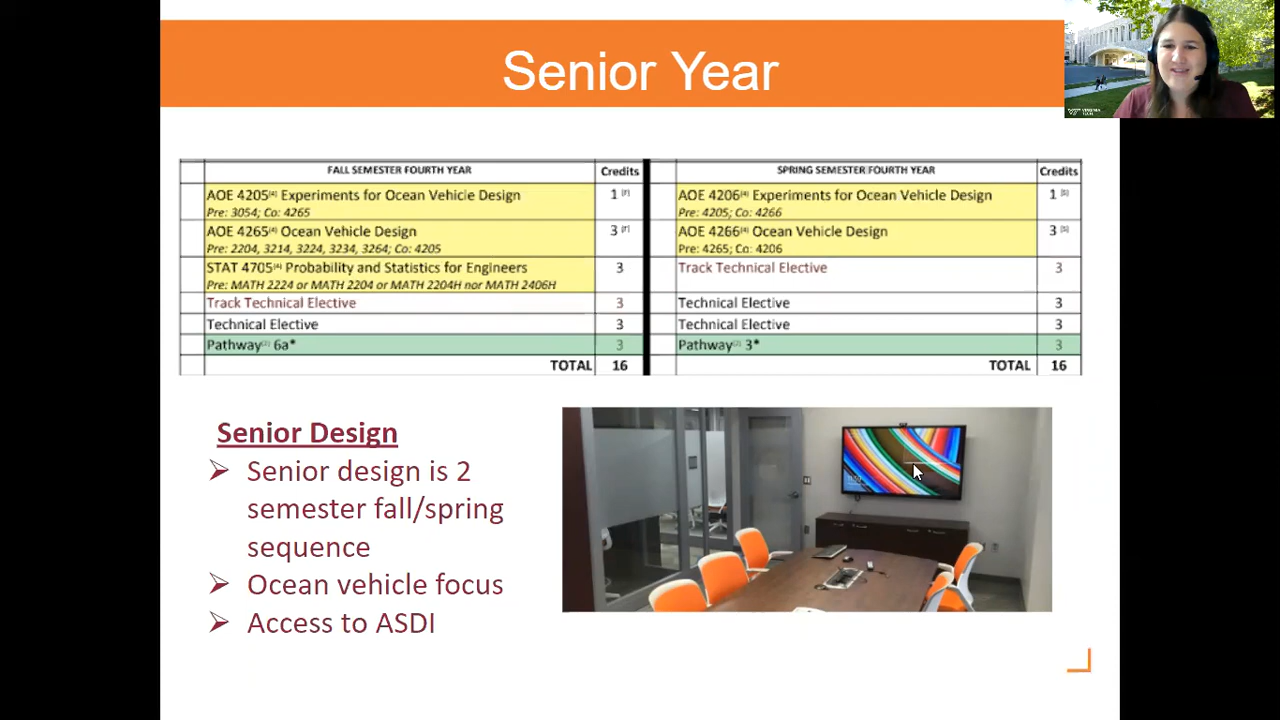 Senior Year
FALL SEMESTER FOURTH YEAR Credits
AOE 4205[4] Experiments for Ocean Vehicle Design 1 [F]
Pre: 3054; Co: 4265
AOE 4265[4] Ocean Vehicle Design 3 [F]
Pre: 2204, 3214, 3224, 3234, 3264; Co: 4205
STAT 4705[4] Probability and Statistics for Engineers 3
Pre: MATH 2224 or MATH 2204 or MATH 2204H nor MATH 2406H
Track Technical Elective 3
Technical Elective 3
Pathway[2] 6a* 3
TOTAL 16
SPRING SEMESTER FOURTH YEAR Credits
AOE 4206[4] Experiments for Ocean Vehicle Design 1 [S]
Pre: 4205; Co: 4266
AOE 4266[4] Ocean Vehicle Design 3 [S]
Pre: 4265; Co: 4206
Track Technical Elective 3
Technical Elective 3
Technical Elective 3
Pathway[2] 3* 3
TOTAL 16
Senior Design
Senior design is 2
semester fall/spring
sequence
Ocean vehicle focus
Access to ASDI
VIRGINIA
TECH